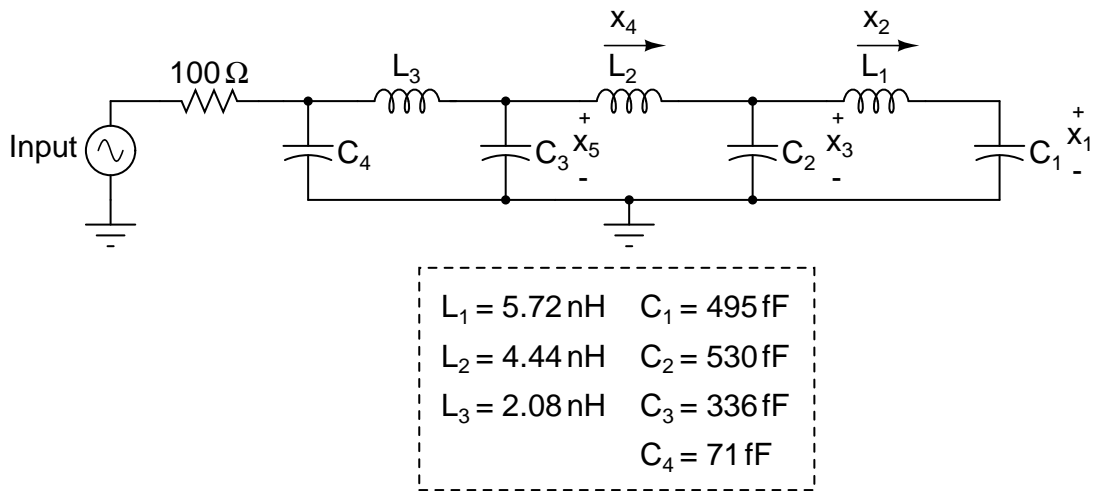 x₄
x₂
100 Ω
L₃
L₂
L₁
Input
C₄
C₃
+
x₅
-
C₂
+
x₃
-
C₁
+
x₁
-
L₁ = 5.72 nH C₁ = 495 fF
L₂ = 4.44 nH C₂ = 530 fF
L₃ = 2.08 nH C₃ = 336 fF
C₄ = 71 fF